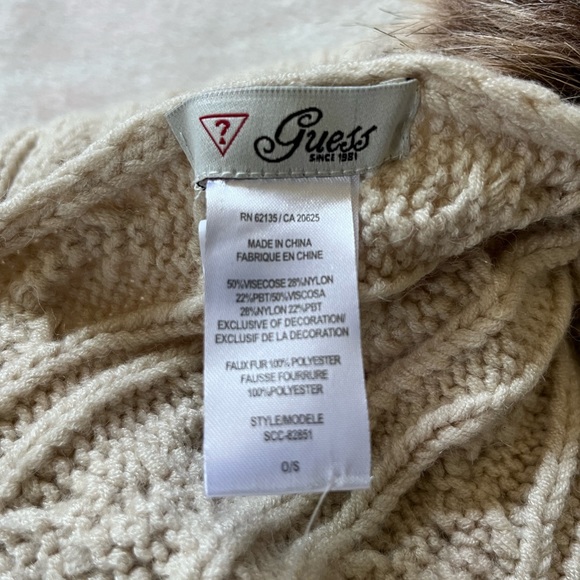 ?
Guess
SINCE 1981
RN 62135 / CA 20625
MADE IN CHINA
FABRIQUE EN CHINE
50%VISECOSE 28%NYLON
22%PBT/50%VISCOSA
28%NYLON 22%PBT
EXCLUSIVE OF DECORATION/
EXCLUSIF DE LA DECORATION
FAUX FUR 100% POLYESTER
FAUSSE FOURRURE
100%POLYESTER
STYLE/MODELE
SCC-82851
O/S